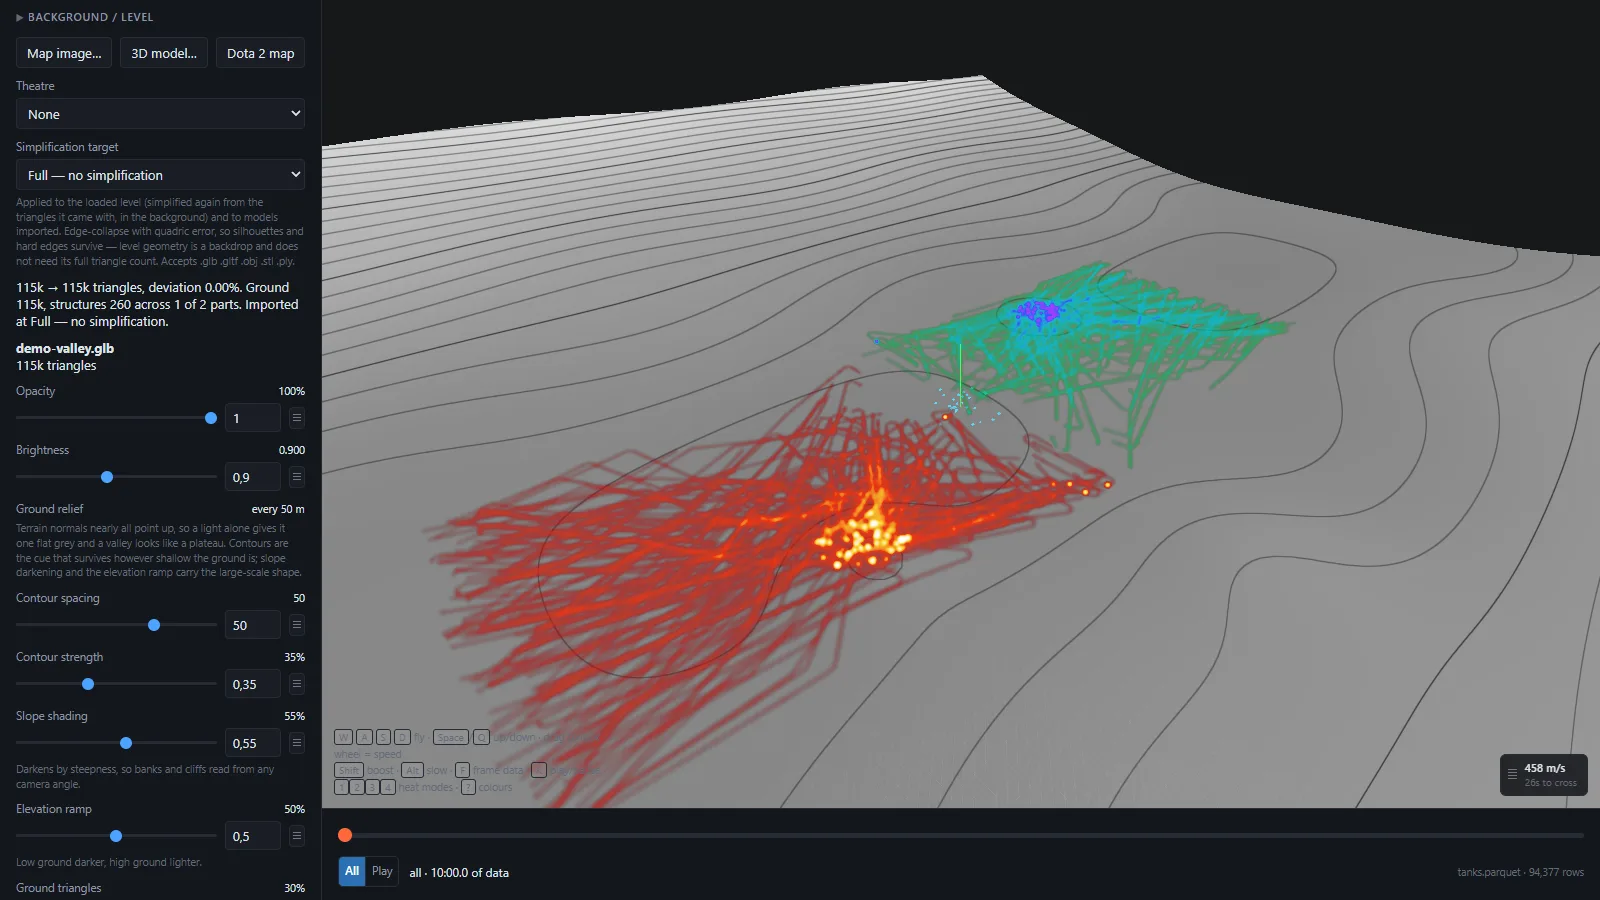 BACKGROUND / LEVEL
Map image...
3D model...
Dota 2 map
Theatre
None
Simplification target
Full — no simplification
Applied to the loaded level (simplified again from the
triangles it came with, in the background) and to models
imported. Edge-collapse with quadric error, so silhouettes and
hard edges survive — level geometry is a backdrop and does
not need its full triangle count. Accepts .glb .gltf .obj .stl .ply.
115k → 115k triangles, deviation 0.00%. Ground
115k, structures 260 across 1 of 2 parts. Imported
at Full — no simplification.
demo-valley.glb
115k triangles
Opacity 100%
1
Brightness 0.900
0,9
Ground relief every 50 m
Terrain normals nearly all point up, so a light alone gives it
one flat grey and a valley looks like a plateau. Contours are
the cue that survives however shallow the ground is; slope
darkening and the elevation ramp carry the large-scale shape.
Contour spacing 50
50
Contour strength 35%
0,35
Slope shading 55%
0,55
Darkens by steepness, so banks and cliffs read from any
camera angle.
Elevation ramp 50%
0,5
Low ground darker, high ground lighter.
Ground triangles 30%
W A S D fly · Space Q up/down
wheel = speed
Shift boost · Alt slow · F frame data
1 2 3 4 heat modes · ? colours
458 m/s
26s to cross
All
Play
all · 10:00.0 of data
tanks.parquet · 94,377 rows